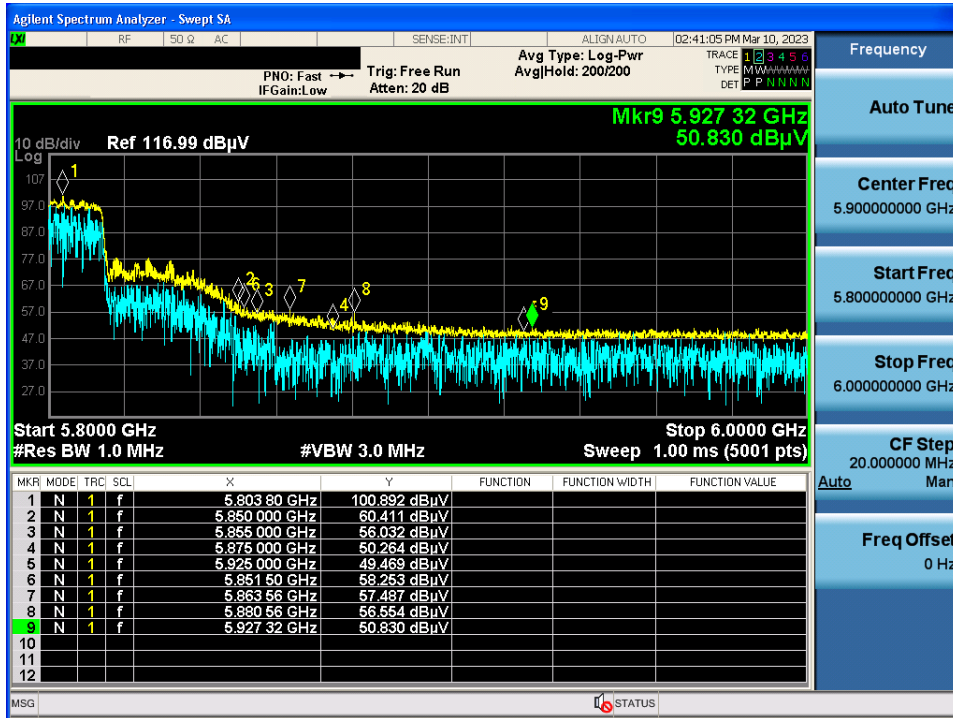 Agilent Spectrum Analyzer - Swept SA
LXI RF 50 Ω AC SENSE:INT ALIGN AUTO 02:41:05 PM Mar 10, 2023
PNO: Fast Trig: Free Run Avg Type: Log-Pwr TRACE 1 2 3 4 5 6
IFGain:Low Atten: 20 dB Avg|Hold: 200/200 TYPE M W W W W W
DET P P N N N N
Mkr9 5.927 32 GHz
50.830 dBµV
10 dB/div Ref 116.99 dBµV
Log
107
97.0
87.0
77.0
67.0
57.0
47.0
37.0
27.0
1
2
6
3
7
4
8
9
Start 5.8000 GHz Stop 6.0000 GHz
#Res BW 1.0 MHz #VBW 3.0 MHz Sweep 1.00 ms (5001 pts)
MKR MODE TRC SCL X Y FUNCTION FUNCTION WIDTH FUNCTION VALUE
1 N 1 f 5.803 80 GHz 100.892 dBµV
2 N 1 f 5.850 000 GHz 60.411 dBµV
3 N 1 f 5.855 000 GHz 56.032 dBµV
4 N 1 f 5.875 000 GHz 50.264 dBµV
5 N 1 f 5.925 000 GHz 49.469 dBµV
6 N 1 f 5.851 50 GHz 58.253 dBµV
7 N 1 f 5.863 56 GHz 57.487 dBµV
8 N 1 f 5.880 56 GHz 56.554 dBµV
9 N 1 f 5.927 32 GHz 50.830 dBµV
10
11
12
MSG STATUS
Frequency
Auto Tune
Center Freq
5.900000000 GHz
Start Freq
5.800000000 GHz
Stop Freq
6.000000000 GHz
CF Step
20.000000 MHz
Auto Man
Freq Offset
0 Hz